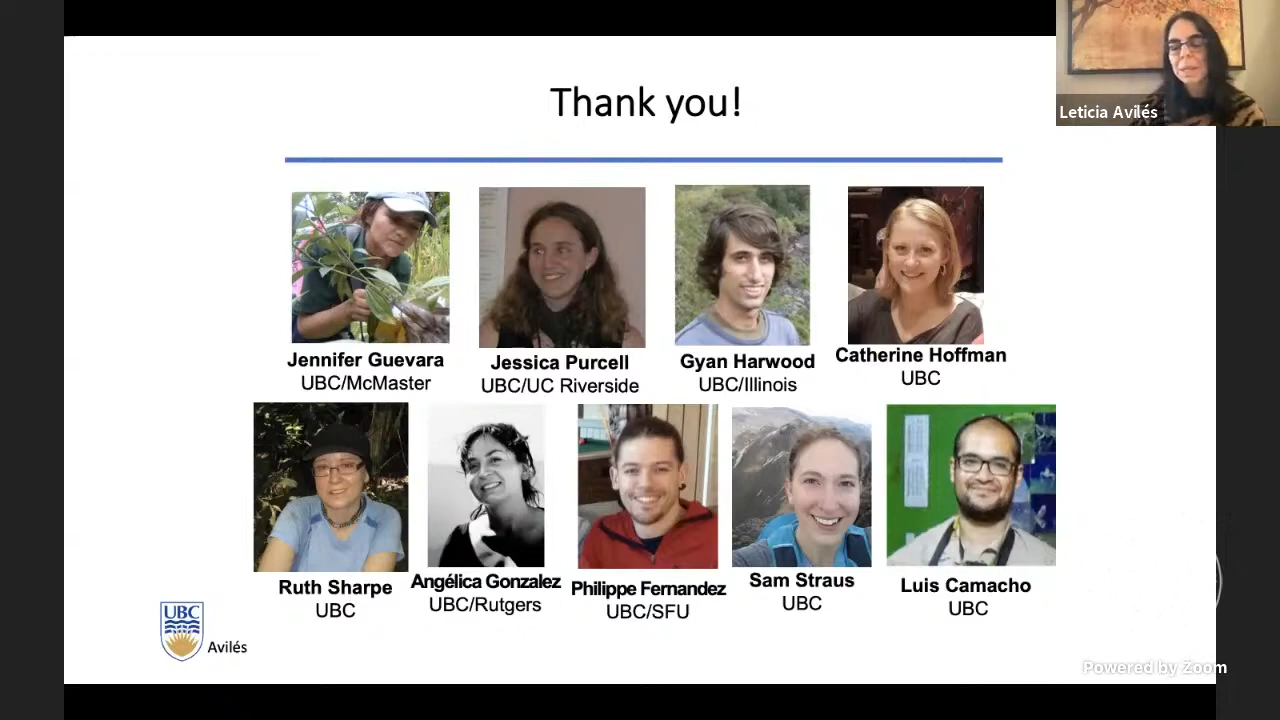 Thank you!
Leticia Avilés
Jennifer Guevara
UBC/McMaster
Jessica Purcell
UBC/UC Riverside
Gyan Harwood
UBC/Illinois
Catherine Hoffman
UBC
Ruth Sharpe
UBC
Angélica Gonzalez
UBC/Rutgers
Philippe Fernandez
UBC/SFU
Sam Straus
UBC
Luis Camacho
UBC
UBC
Avilés
Powered by Zoom